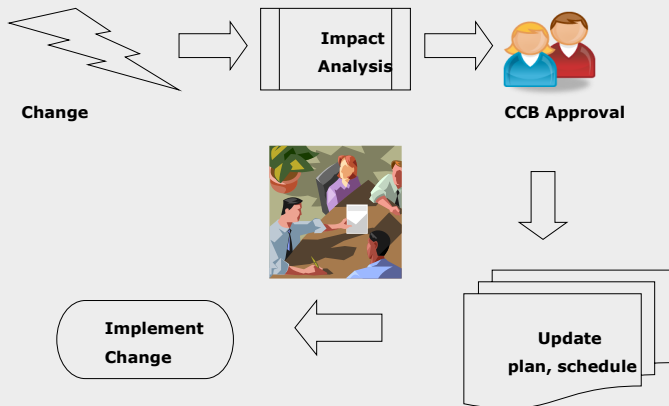 Impact
Analysis
Change
CCB Approval
Update
plan, schedule
Implement
Change